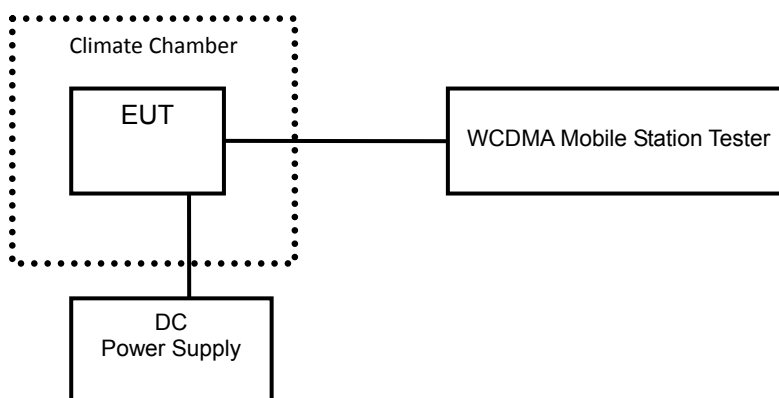 Climate Chamber
EUT
WCDMA Mobile Station Tester
DC
Power Supply